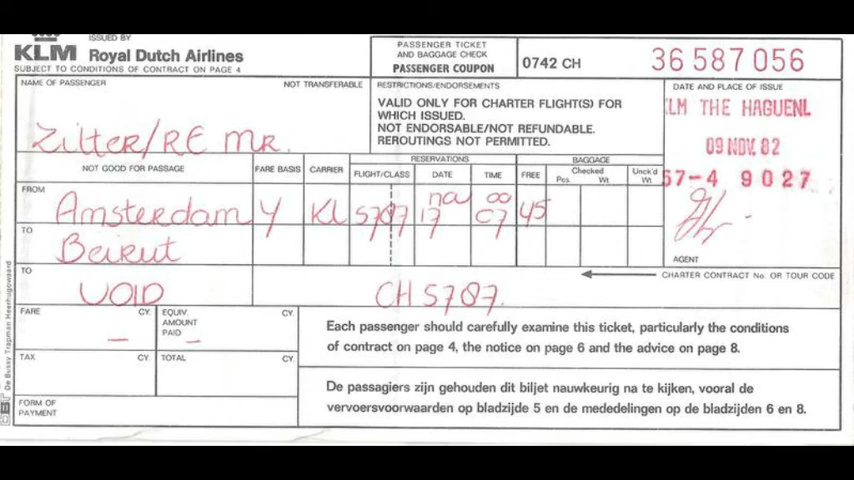 ISSUED BY
KLM Royal Dutch Airlines
SUBJECT TO CONDITIONS OF CONTRACT ON PAGE 4
PASSENGER TICKET
AND BAGGAGE CHECK
PASSENGER COUPON
0742 CH
36 587 056
NAME OF PASSENGER NOT TRANSFERABLE
Zitter/RE MR.
RESTRICTIONS/ENDORSEMENTS
VALID ONLY FOR CHARTER FLIGHT(S) FOR
WHICH ISSUED.
NOT ENDORSABLE/NOT REFUNDABLE.
REROUTINGS NOT PERMITTED.
DATE AND PLACE OF ISSUE
KLM THE HAGUENL
09 NOV. 82
57-4 9027
AGENT
NOT GOOD FOR PASSAGE FARE BASIS CARRIER RESERVATIONS BAGGAGE
FLIGHT/CLASS DATE TIME FREE Checked Unck'd
Pcs. Wt. Wt.
FROM
Amsterdam Y KL 5787 17 nov 07 00 45
TO
Beirut
TO
VOID
CHARTER CONTRACT No. OR TOUR CODE
CH 5787.
FARE CY. EQUIV. AMOUNT PAID CY.
— —
TAX CY. TOTAL CY.
FORM OF
PAYMENT
Each passenger should carefully examine this ticket, particularly the conditions
of contract on page 4, the notice on page 6 and the advice on page 8.
De passagiers zijn gehouden dit biljet nauwkeurig na te kijken, vooral de
vervoersvoorwaarden op bladzijde 5 en de mededelingen op de bladzijden 6 en 8.
De Bussy Trapman Heerhugowaard